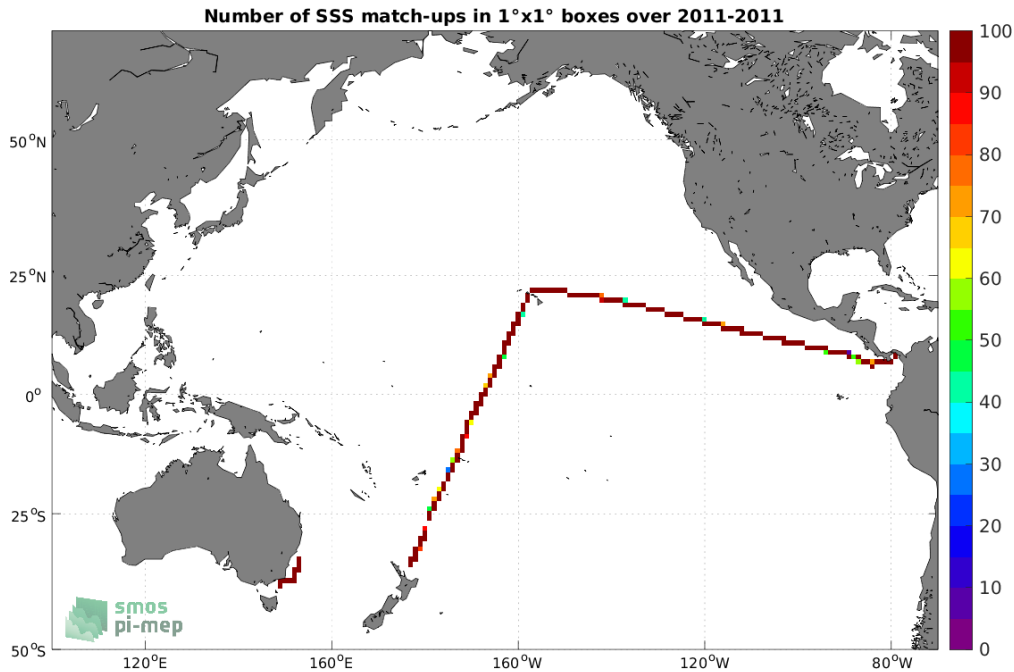 Number of SSS match-ups in 1°x1° boxes over 2011-2011
50°N
25°N
0°
25°S
50°S
120°E
160°E
160°W
120°W
80°W
100
90
80
70
60
50
40
30
20
10
0
smos
pi-mep